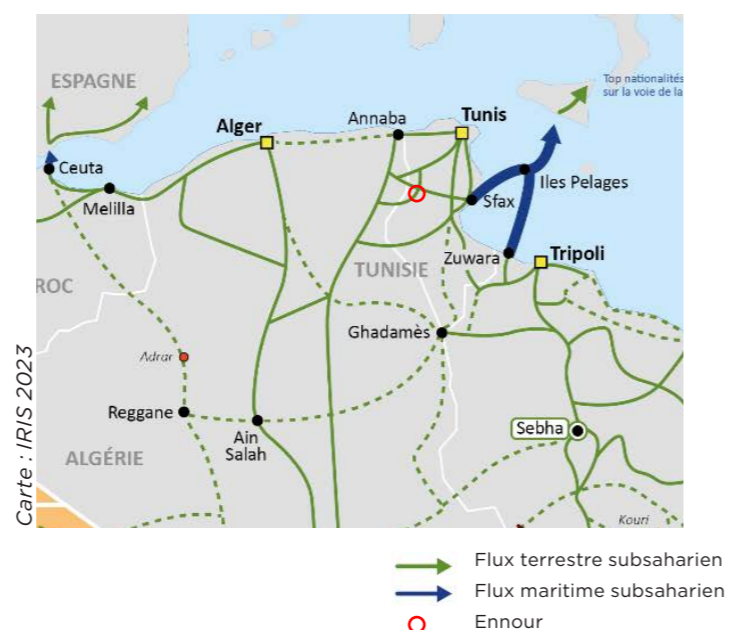 ESPAGNE
Top nationalités
sur la voie de la
Annaba
Tunis
Alger
Ceuta
Iles Pelages
Melilla
Sfax
Zuwara
Tripoli
TUNISIE
ROC
Ghadamès
Adrar
Reggane
Ain
Salah
Sebha
ALGÉRIE
Kouri
Carte : IRIS 2023
Flux terrestre subsaharien
Flux maritime subsaharien
Ennour